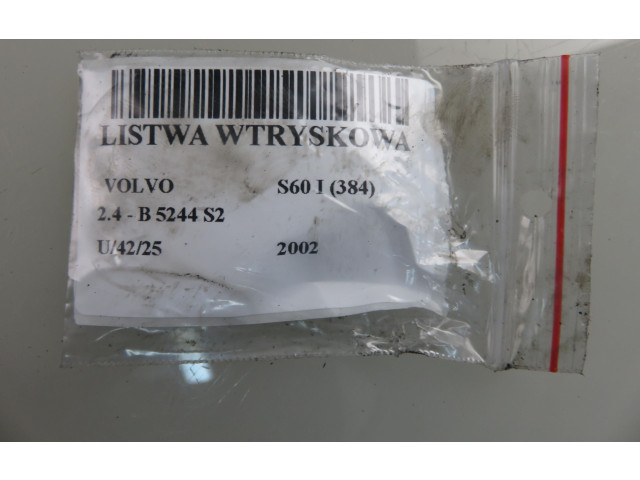 LISTWA WTRYSKOWA
VOLVO S60 I (384)
2.4 - B 5244 S2
U/42/25 2002